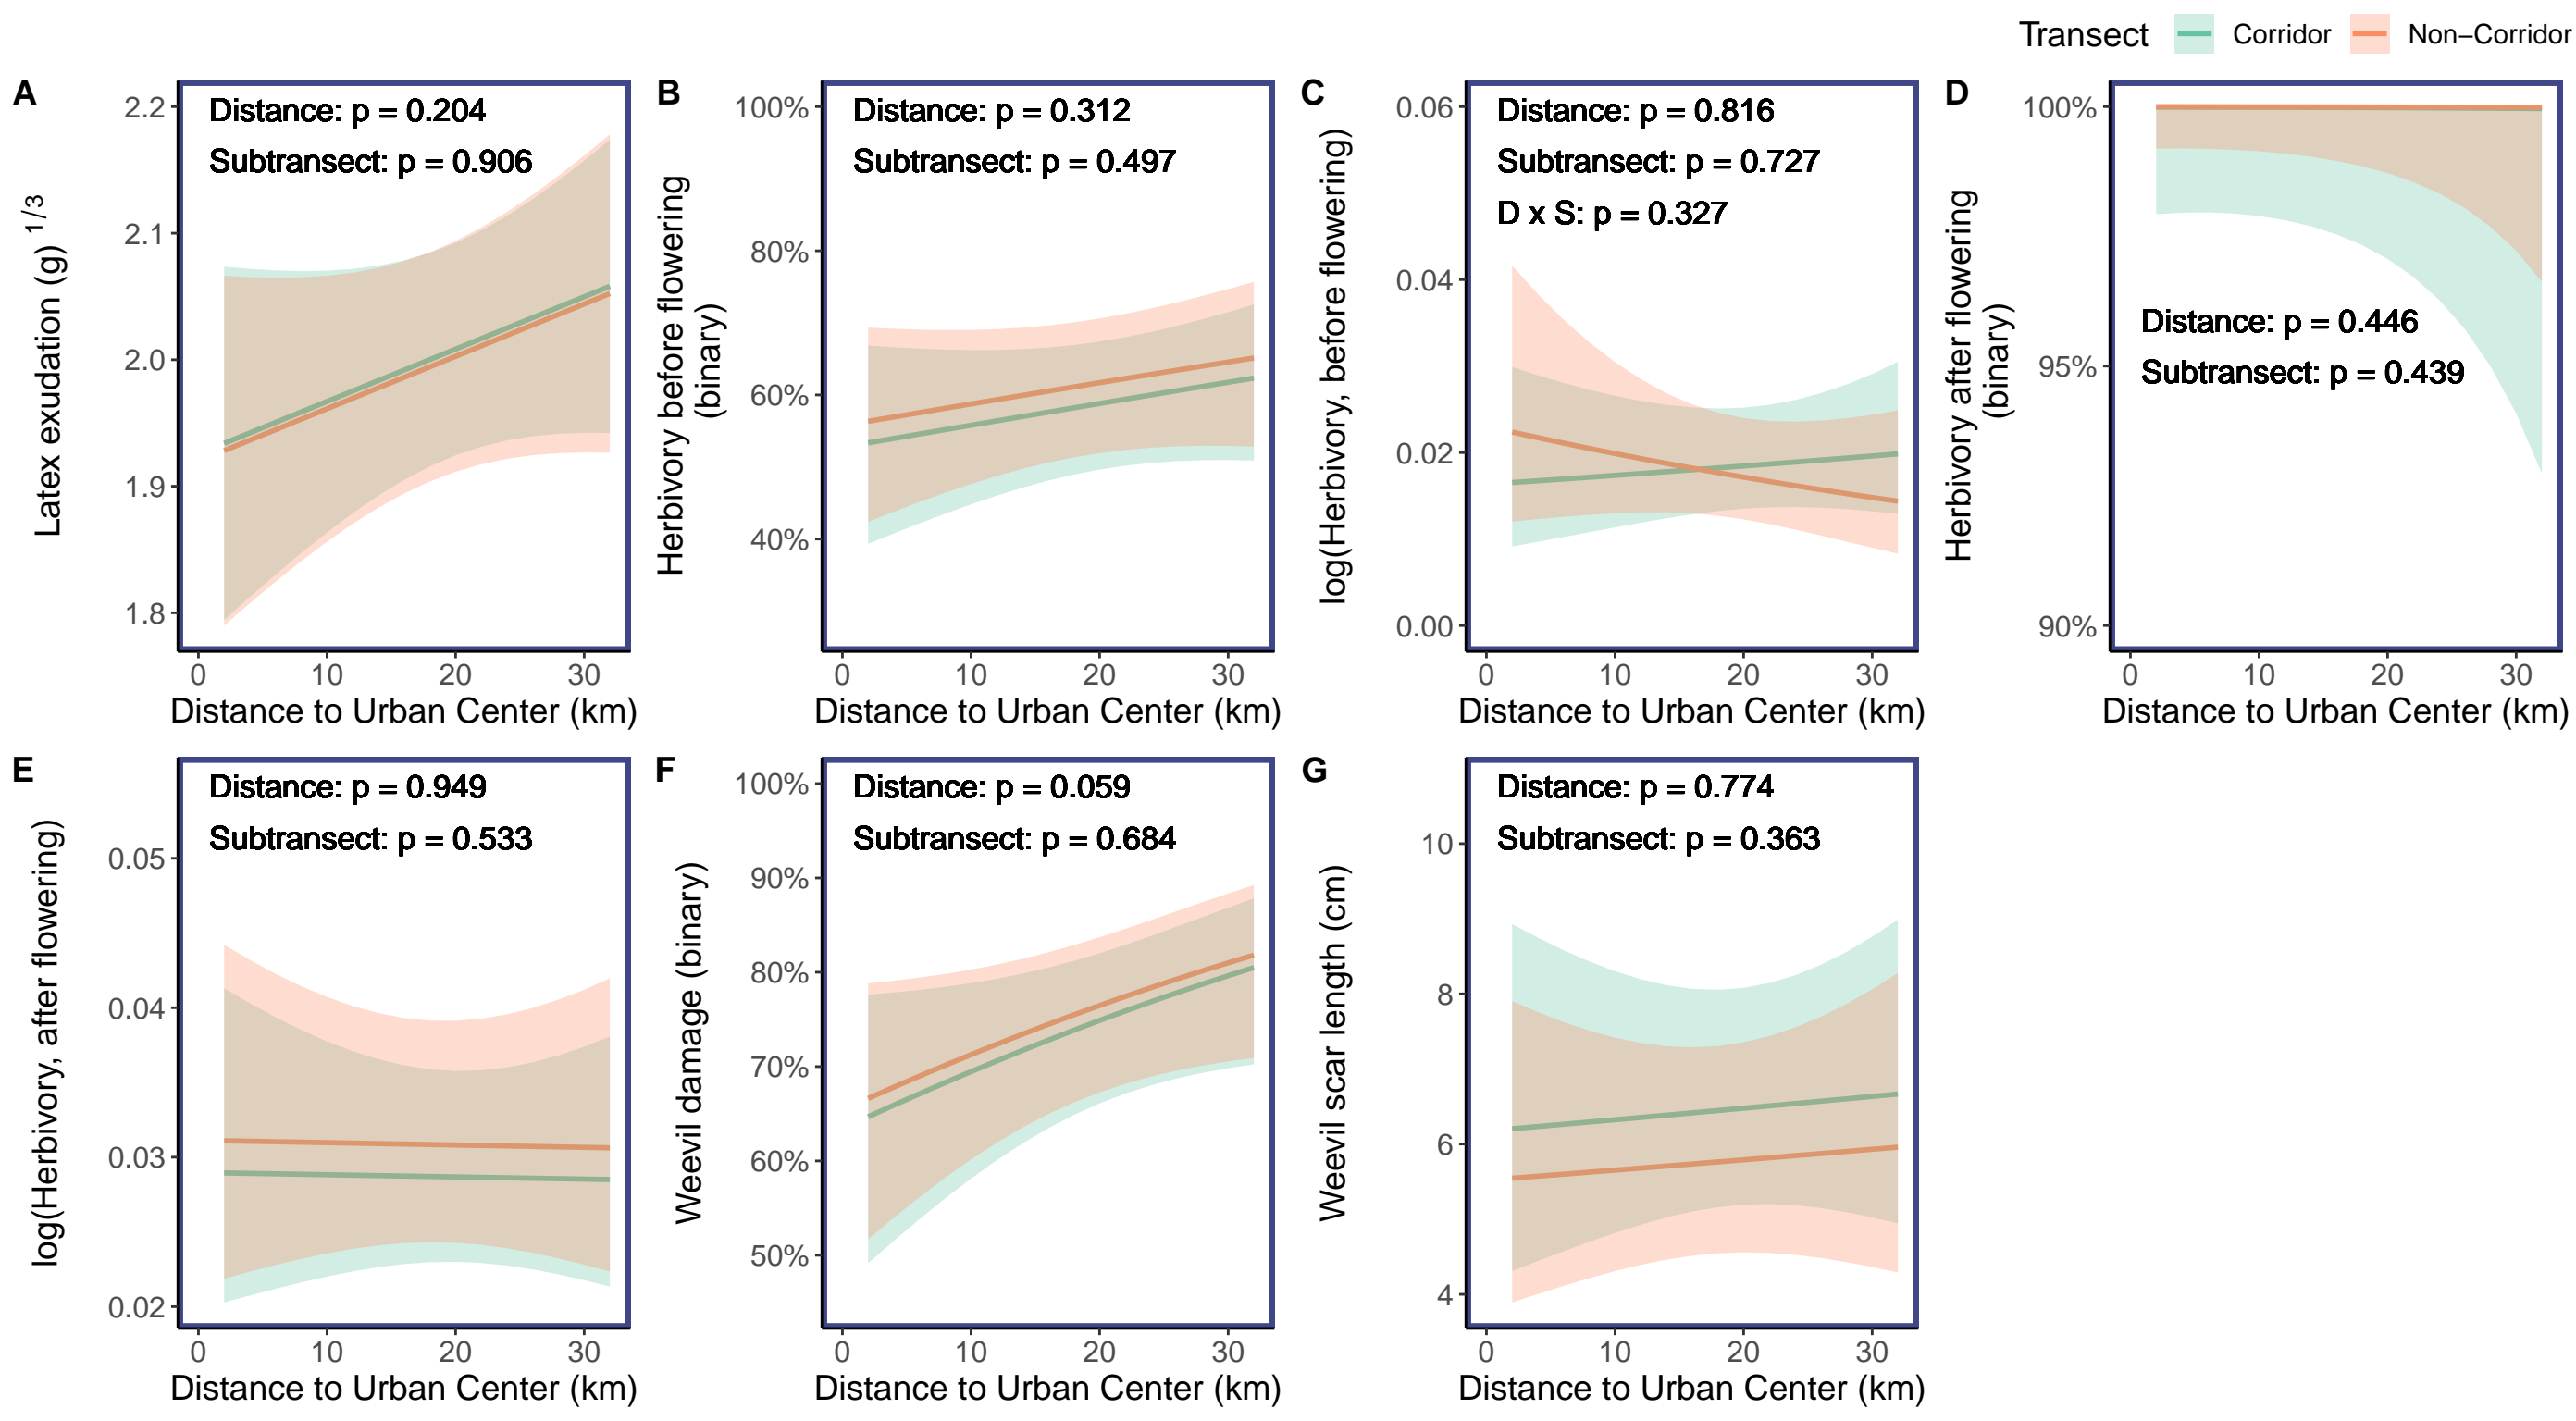 Transect Corridor Non−Corridor
A
Distance: p = 0.204
Subtransect: p = 0.906
Latex exudation (g) 1/3
2.2
2.1
2.0
1.9
1.8
0 10 20 30
Distance to Urban Center (km)
B
Distance: p = 0.312
Subtransect: p = 0.497
Herbivory before flowering
(binary)
100%
80%
60%
40%
0 10 20 30
Distance to Urban Center (km)
C
Distance: p = 0.816
Subtransect: p = 0.727
D x S: p = 0.327
log(Herbivory, before flowering)
0.06
0.04
0.02
0.00
0 10 20 30
Distance to Urban Center (km)
D
Distance: p = 0.446
Subtransect: p = 0.439
Herbivory after flowering
(binary)
100%
95%
90%
0 10 20 30
Distance to Urban Center (km)
E
Distance: p = 0.949
Subtransect: p = 0.533
log(Herbivory, after flowering)
0.05
0.04
0.03
0.02
0 10 20 30
Distance to Urban Center (km)
F
Distance: p = 0.059
Subtransect: p = 0.684
Weevil damage (binary)
100%
90%
80%
70%
60%
50%
0 10 20 30
Distance to Urban Center (km)
G
Distance: p = 0.774
Subtransect: p = 0.363
Weevil scar length (cm)
10
8
6
4
0 10 20 30
Distance to Urban Center (km)